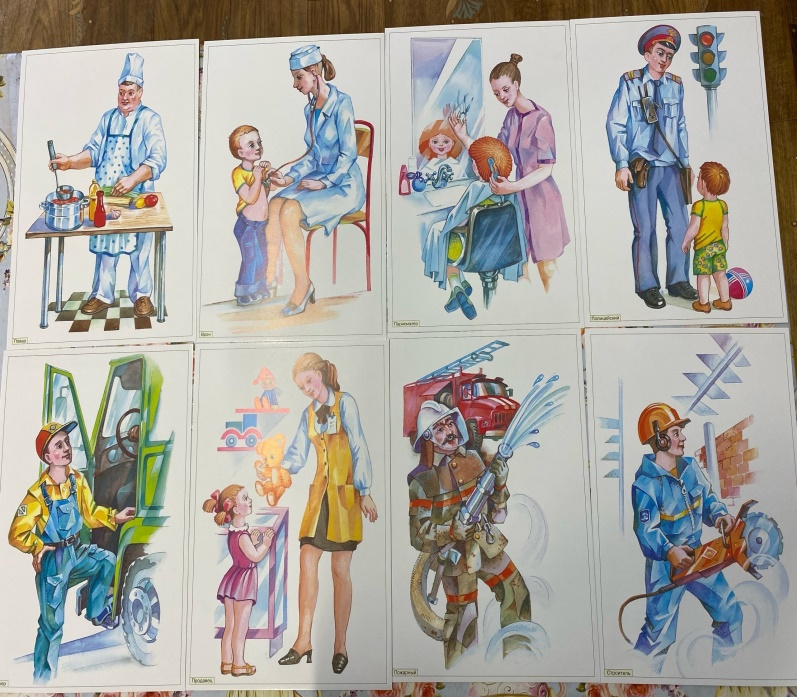 Повар
Врач
Парикмахер
Полицейский
Продавец
Пожарный
Строитель